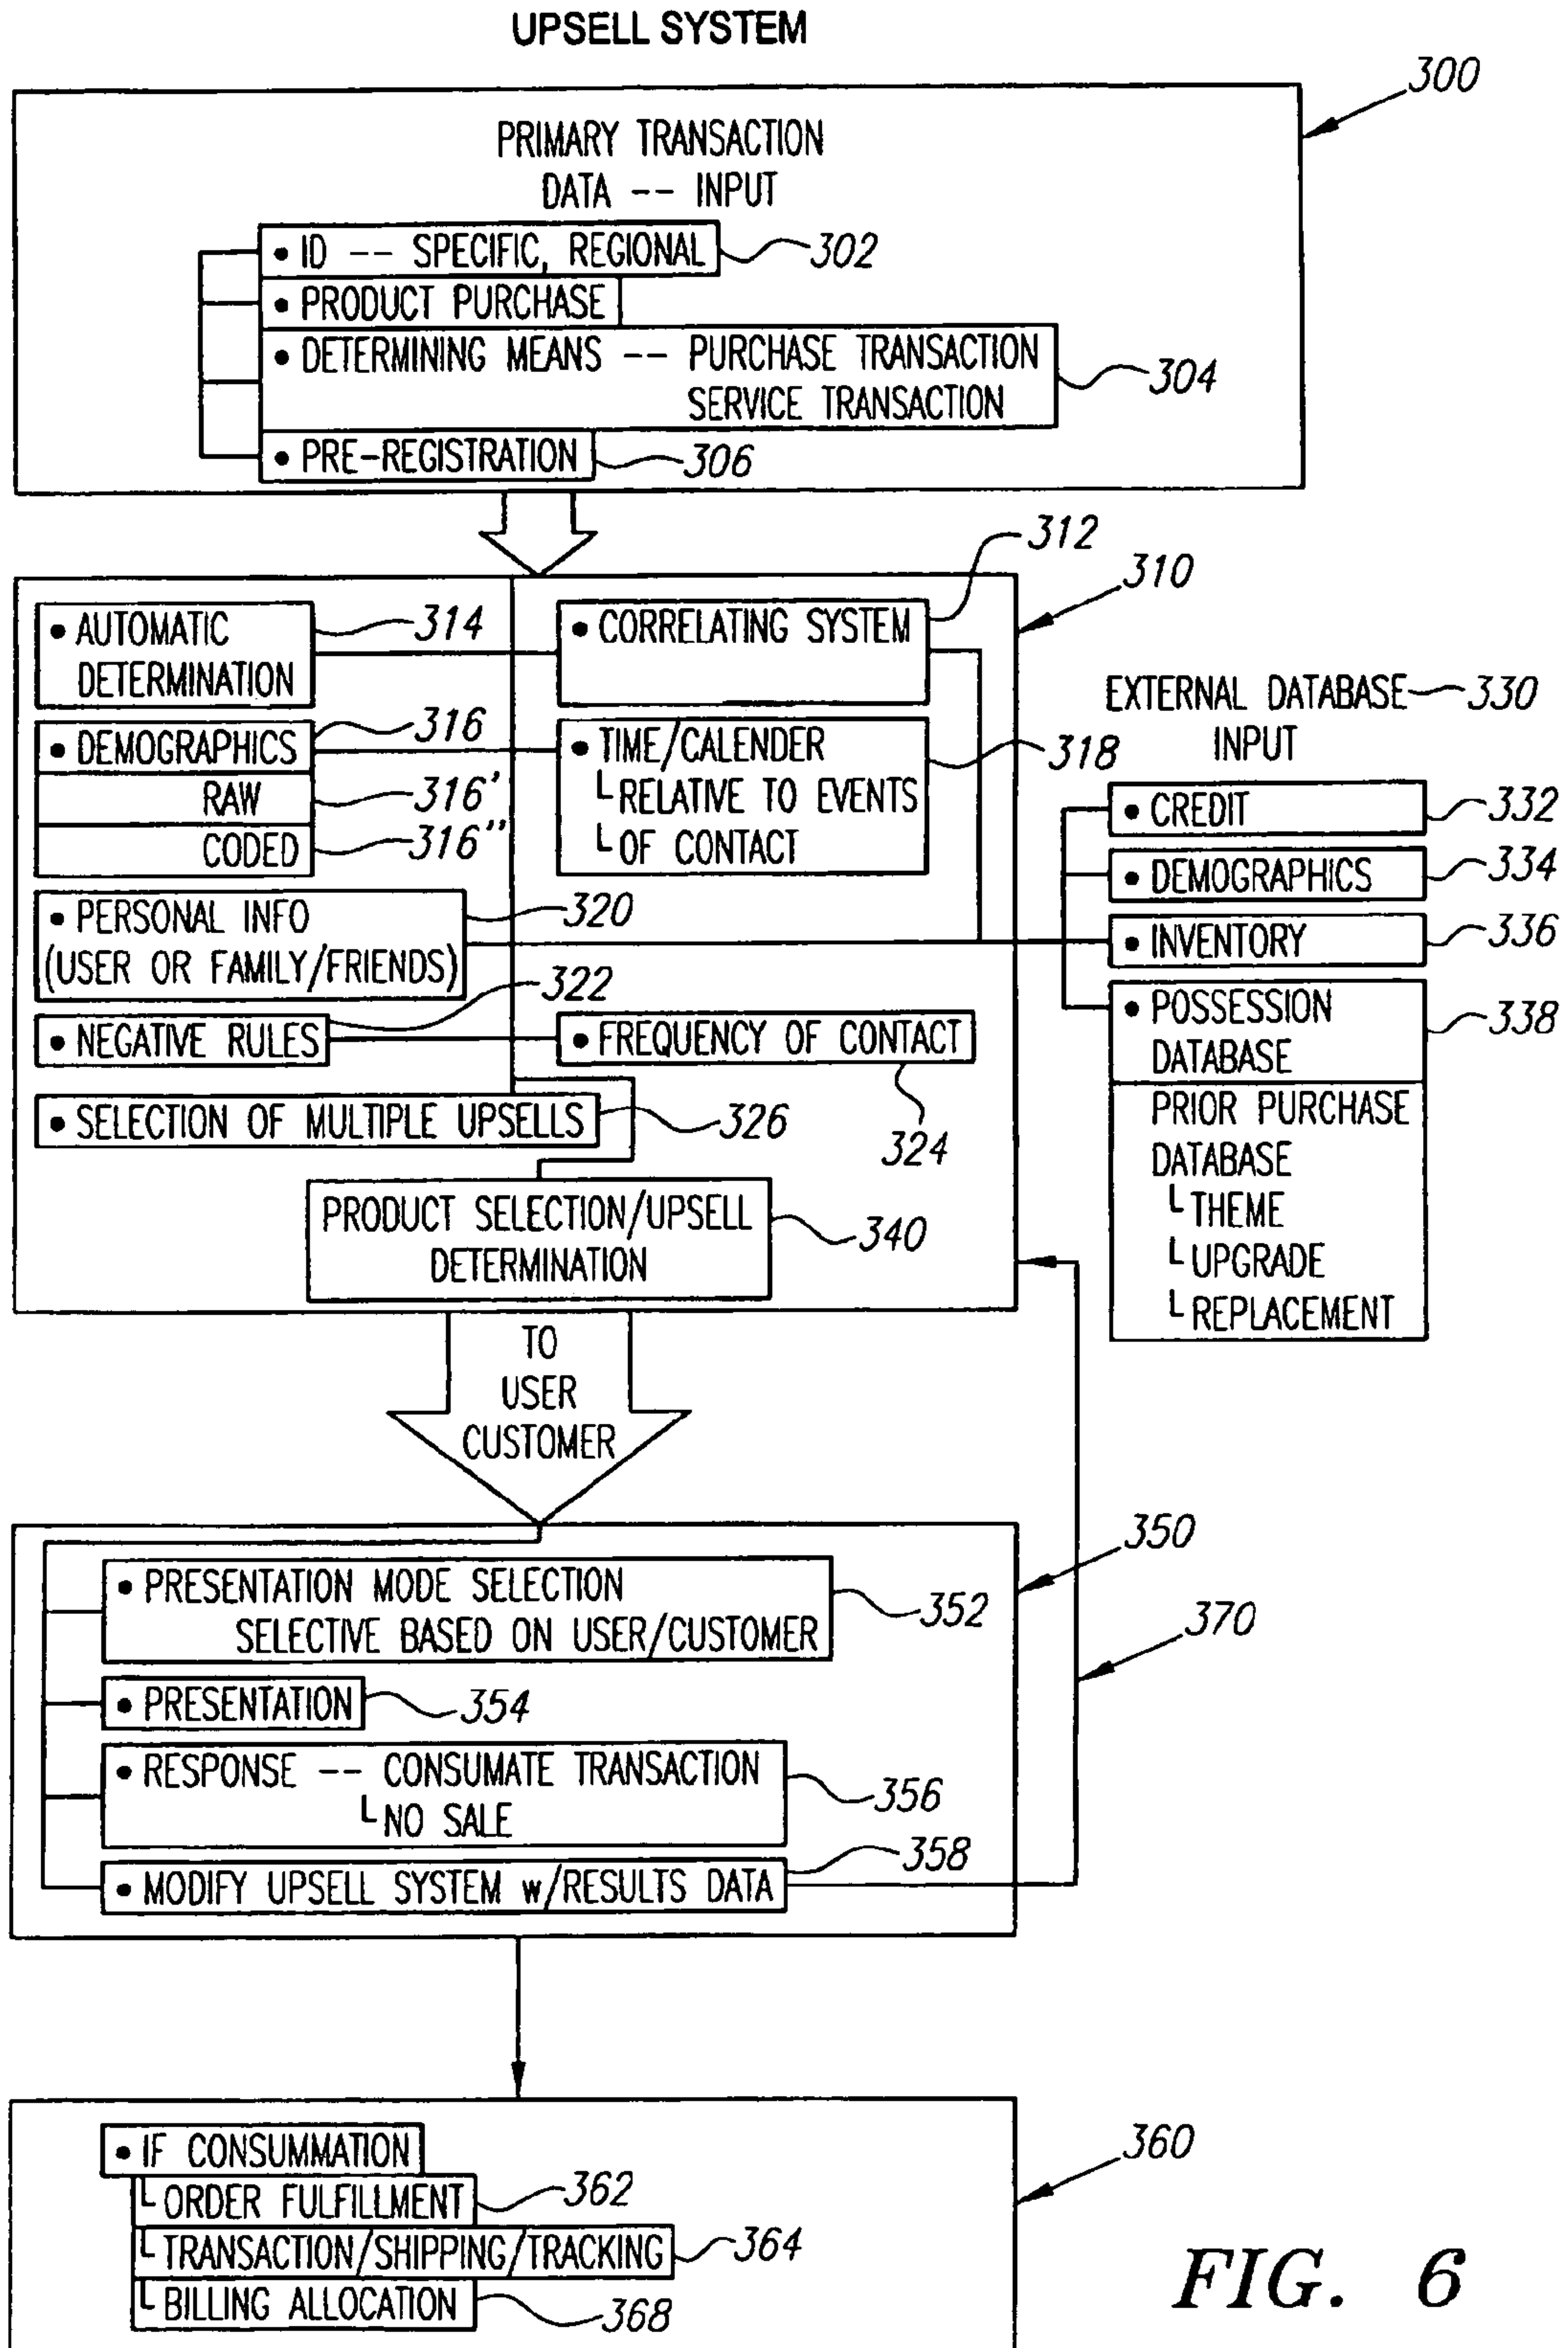 UPSELL SYSTEM
300
PRIMARY TRANSACTION
DATA -- INPUT
• ID -- SPECIFIC, REGIONAL
302
• PRODUCT PURCHASE
• DETERMINING MEANS -- PURCHASE TRANSACTION
SERVICE TRANSACTION
304
• PRE-REGISTRATION
306
312
310
• AUTOMATIC
DETERMINATION
314
• CORRELATING SYSTEM
• DEMOGRAPHICS
316
RAW
316'
CODED
316"
• TIME/CALENDER
└ RELATIVE TO EVENTS
└ OF CONTACT
318
EXTERNAL DATABASE
INPUT
330
• CREDIT
332
• DEMOGRAPHICS
334
• INVENTORY
336
• POSSESSION
DATABASE
338
PRIOR PURCHASE
DATABASE
└ THEME
└ UPGRADE
└ REPLACEMENT
• PERSONAL INFO
(USER OR FAMILY/FRIENDS)
320
322
• NEGATIVE RULES
• FREQUENCY OF CONTACT
324
• SELECTION OF MULTIPLE UPSELLS
326
PRODUCT SELECTION/UPSELL
DETERMINATION
340
TO
USER
CUSTOMER
350
• PRESENTATION MODE SELECTION
SELECTIVE BASED ON USER/CUSTOMER
352
370
• PRESENTATION
354
• RESPONSE -- CONSUMATE TRANSACTION
└ NO SALE
356
358
• MODIFY UPSELL SYSTEM w/RESULTS DATA
360
• IF CONSUMMATION
└ ORDER FULFILLMENT
362
└ TRANSACTION/SHIPPING/TRACKING
364
└ BILLING ALLOCATION
368
FIG. 6